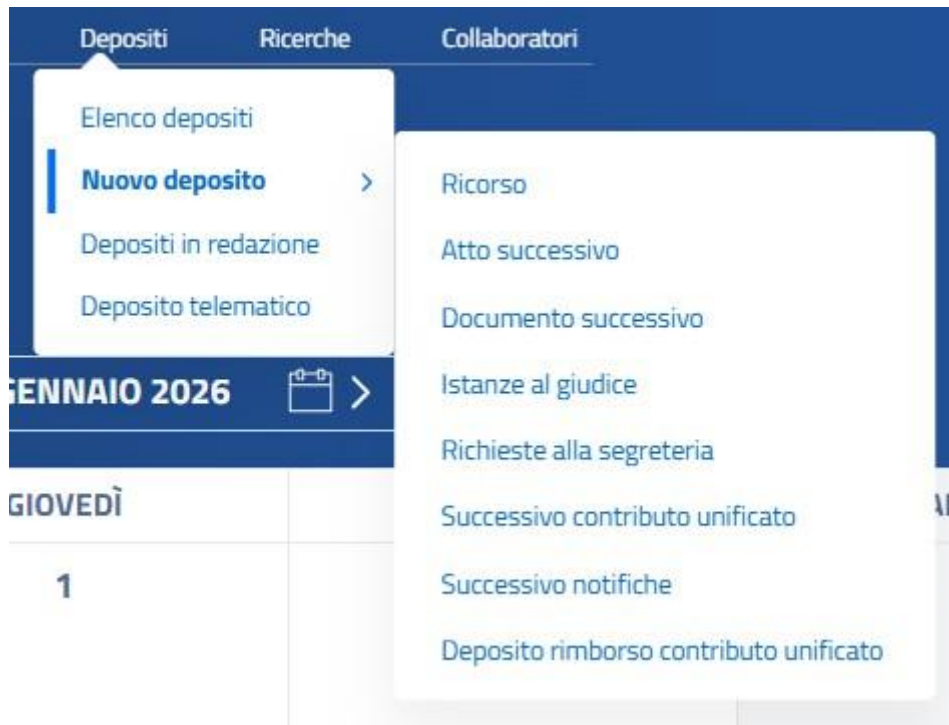 Depositi Ricerche Collaboratori
Elenco depositi
Nuovo deposito
Depositi in redazione
Deposito telematico
Ricorso
Atto successivo
Documento successivo
Istanze al giudice
Richieste alla segreteria
Successivo contributo unificato
Successivo notifiche
Deposito rimborso contributo unificato
GENNAIO 2026
GIOVEDÌ
1